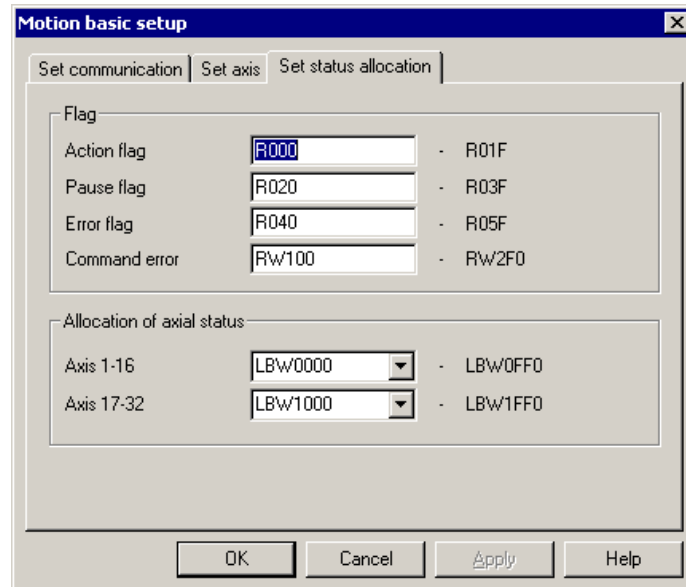 Motion basic setup
Set communication Set axis Set status allocation
Flag
Action flag R000 - R01F
Pause flag R020 - R03F
Error flag R040 - R05F
Command error RW100 - RW2F0
Allocation of axial status
Axis 1-16 LBW0000 - LBW0FF0
Axis 17-32 LBW1000 - LBW1FF0
OK Cancel Apply Help